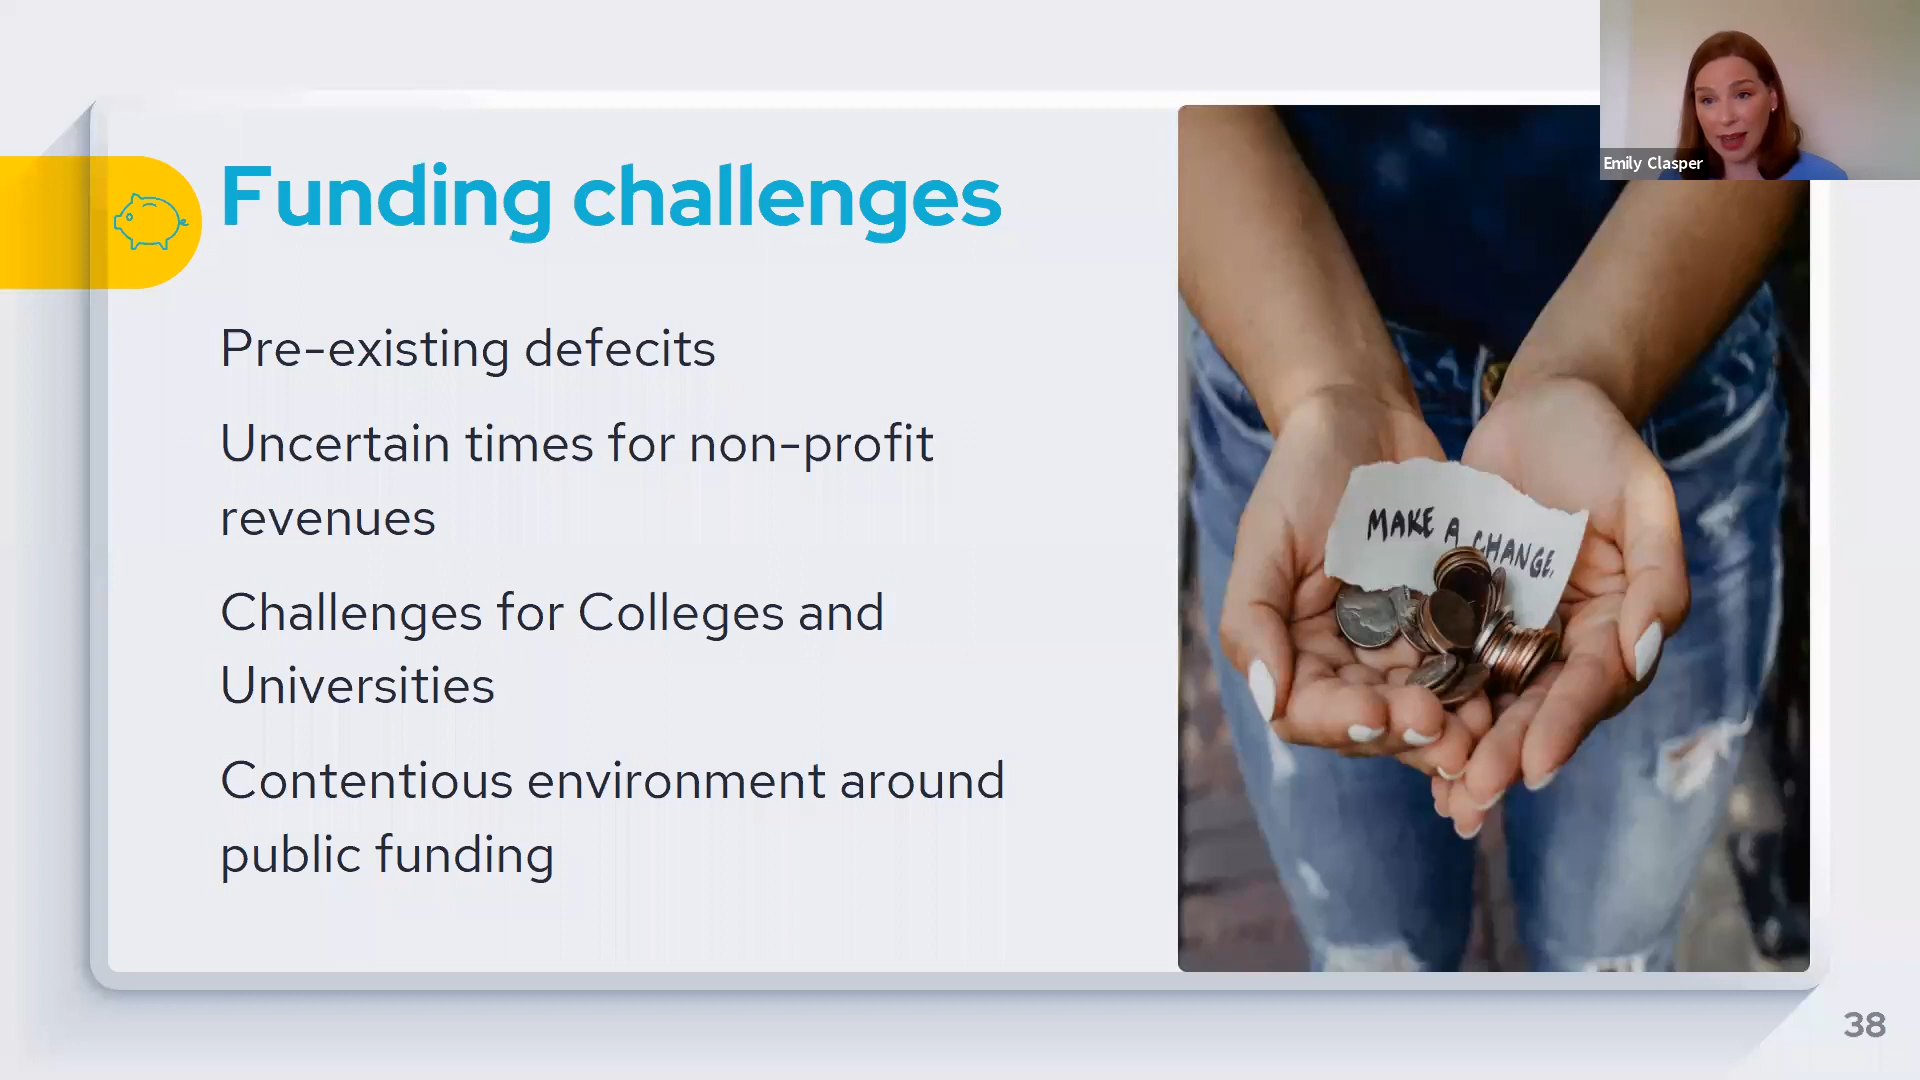 Emily Clasper
Funding challenges
Pre-existing defecits
Uncertain times for non-profit
revenues
Challenges for Colleges and
Universities
Contentious environment around
public funding
MAKE A CHANGE.
38